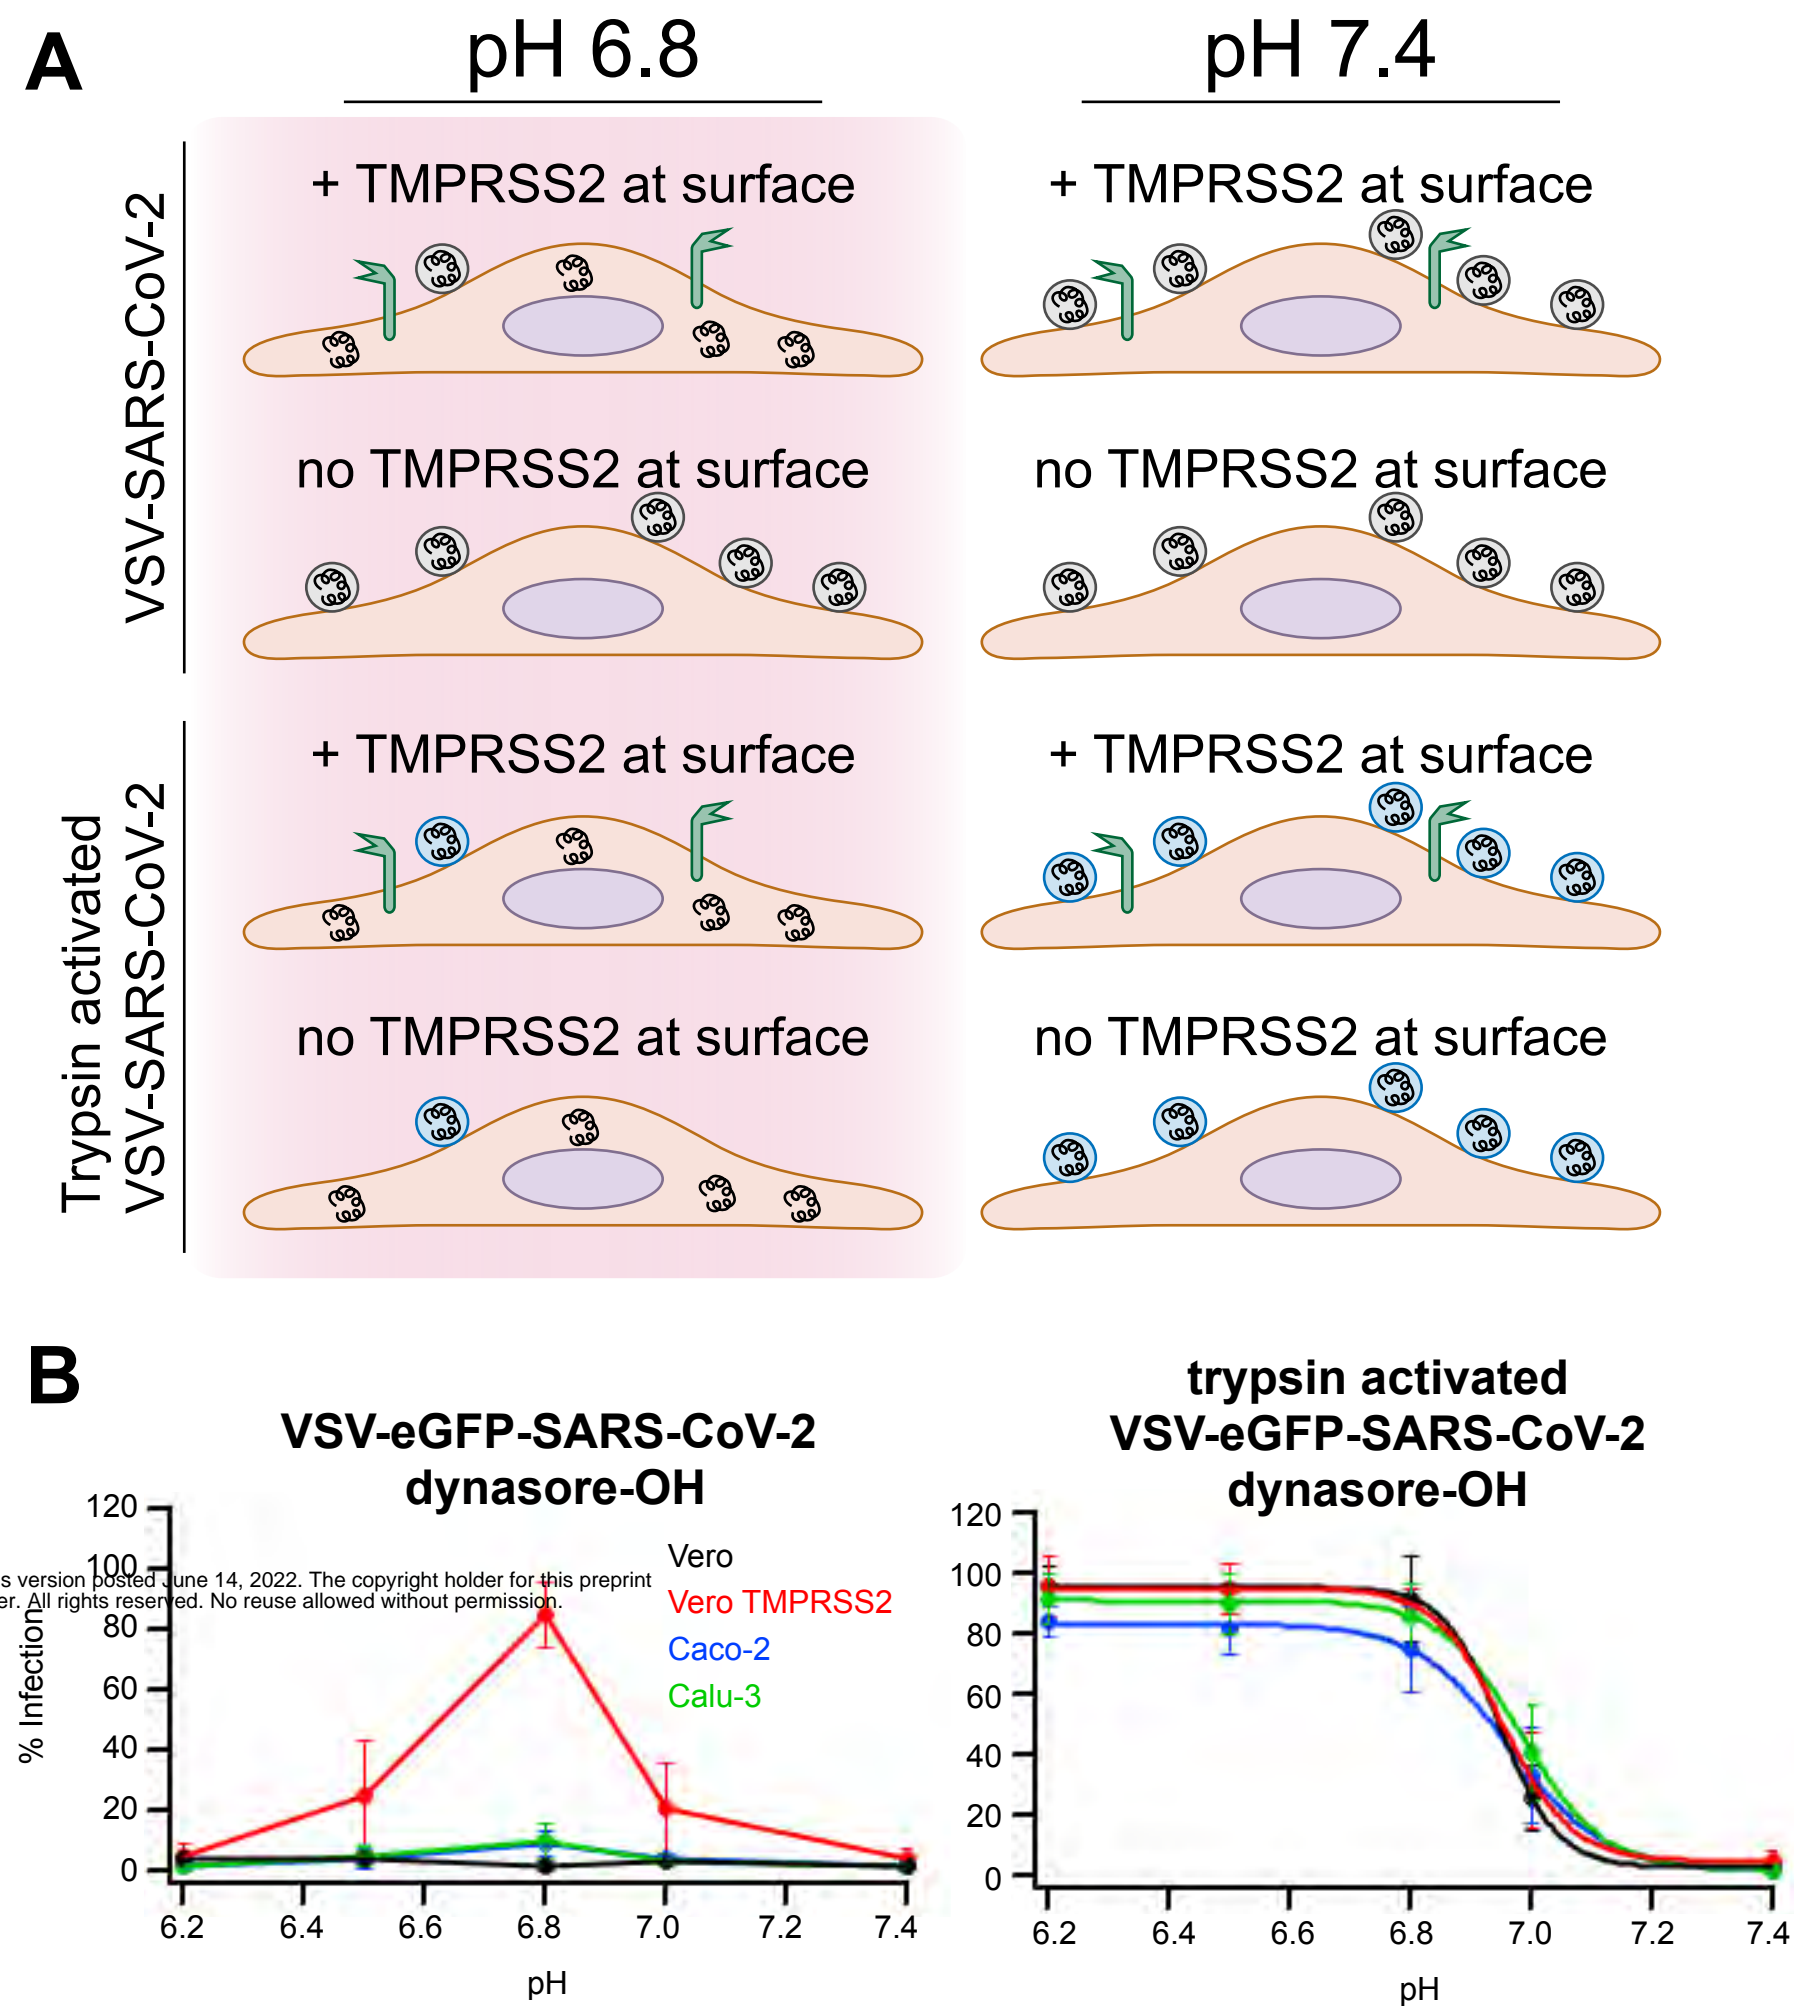 A
pH 6.8
pH 7.4
VSV-SARS-CoV-2
+ TMPRSS2 at surface
+ TMPRSS2 at surface
no TMPRSS2 at surface
no TMPRSS2 at surface
Trypsin activated
VSV-SARS-CoV-2
+ TMPRSS2 at surface
+ TMPRSS2 at surface
no TMPRSS2 at surface
no TMPRSS2 at surface
B
VSV-eGFP-SARS-CoV-2
dynasore-OH
% Infection
120
100
80
60
40
20
0
Vero
Vero TMPRSS2
Caco-2
Calu-3
6.2 6.4 6.6 6.8 7.0 7.2 7.4
pH
s version posted June 14, 2022. The copyright holder for this preprint
er. All rights reserved. No reuse allowed without permission.
trypsin activated
VSV-eGFP-SARS-CoV-2
dynasore-OH
120
100
80
60
40
20
0
6.2 6.4 6.6 6.8 7.0 7.2 7.4
pH